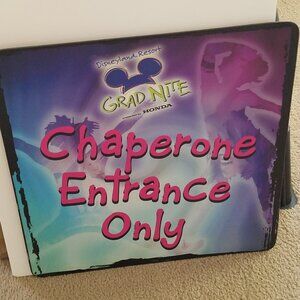 Disneyland Resort
GRAD NITE
HONDA
Chaperone
Entrance
Only